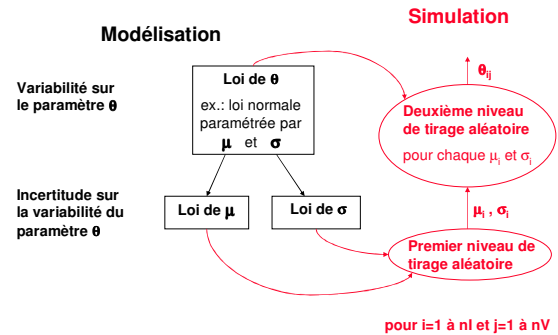 Simulation
Modélisation
Variabilité sur
le paramètre θ
Loi de θ
ex.: loi normale
paramétrée par
μ et σ
θij
Deuxième niveau
de tirage aléatoire
pour chaque μi et σi
Incertitude sur
la variabilité du
paramètre θ
Loi de μ
Loi de σ
μi , σi
Premier niveau de
tirage aléatoire
pour i=1 à nI et j=1 à nV